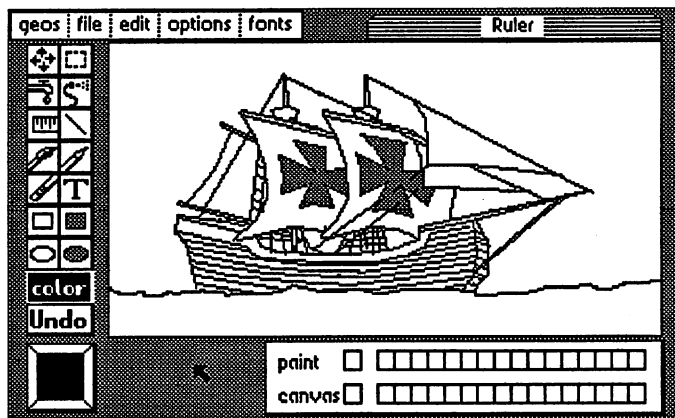 geos file edit options fonts
Ruler
T
color
Undo
paint
canvas